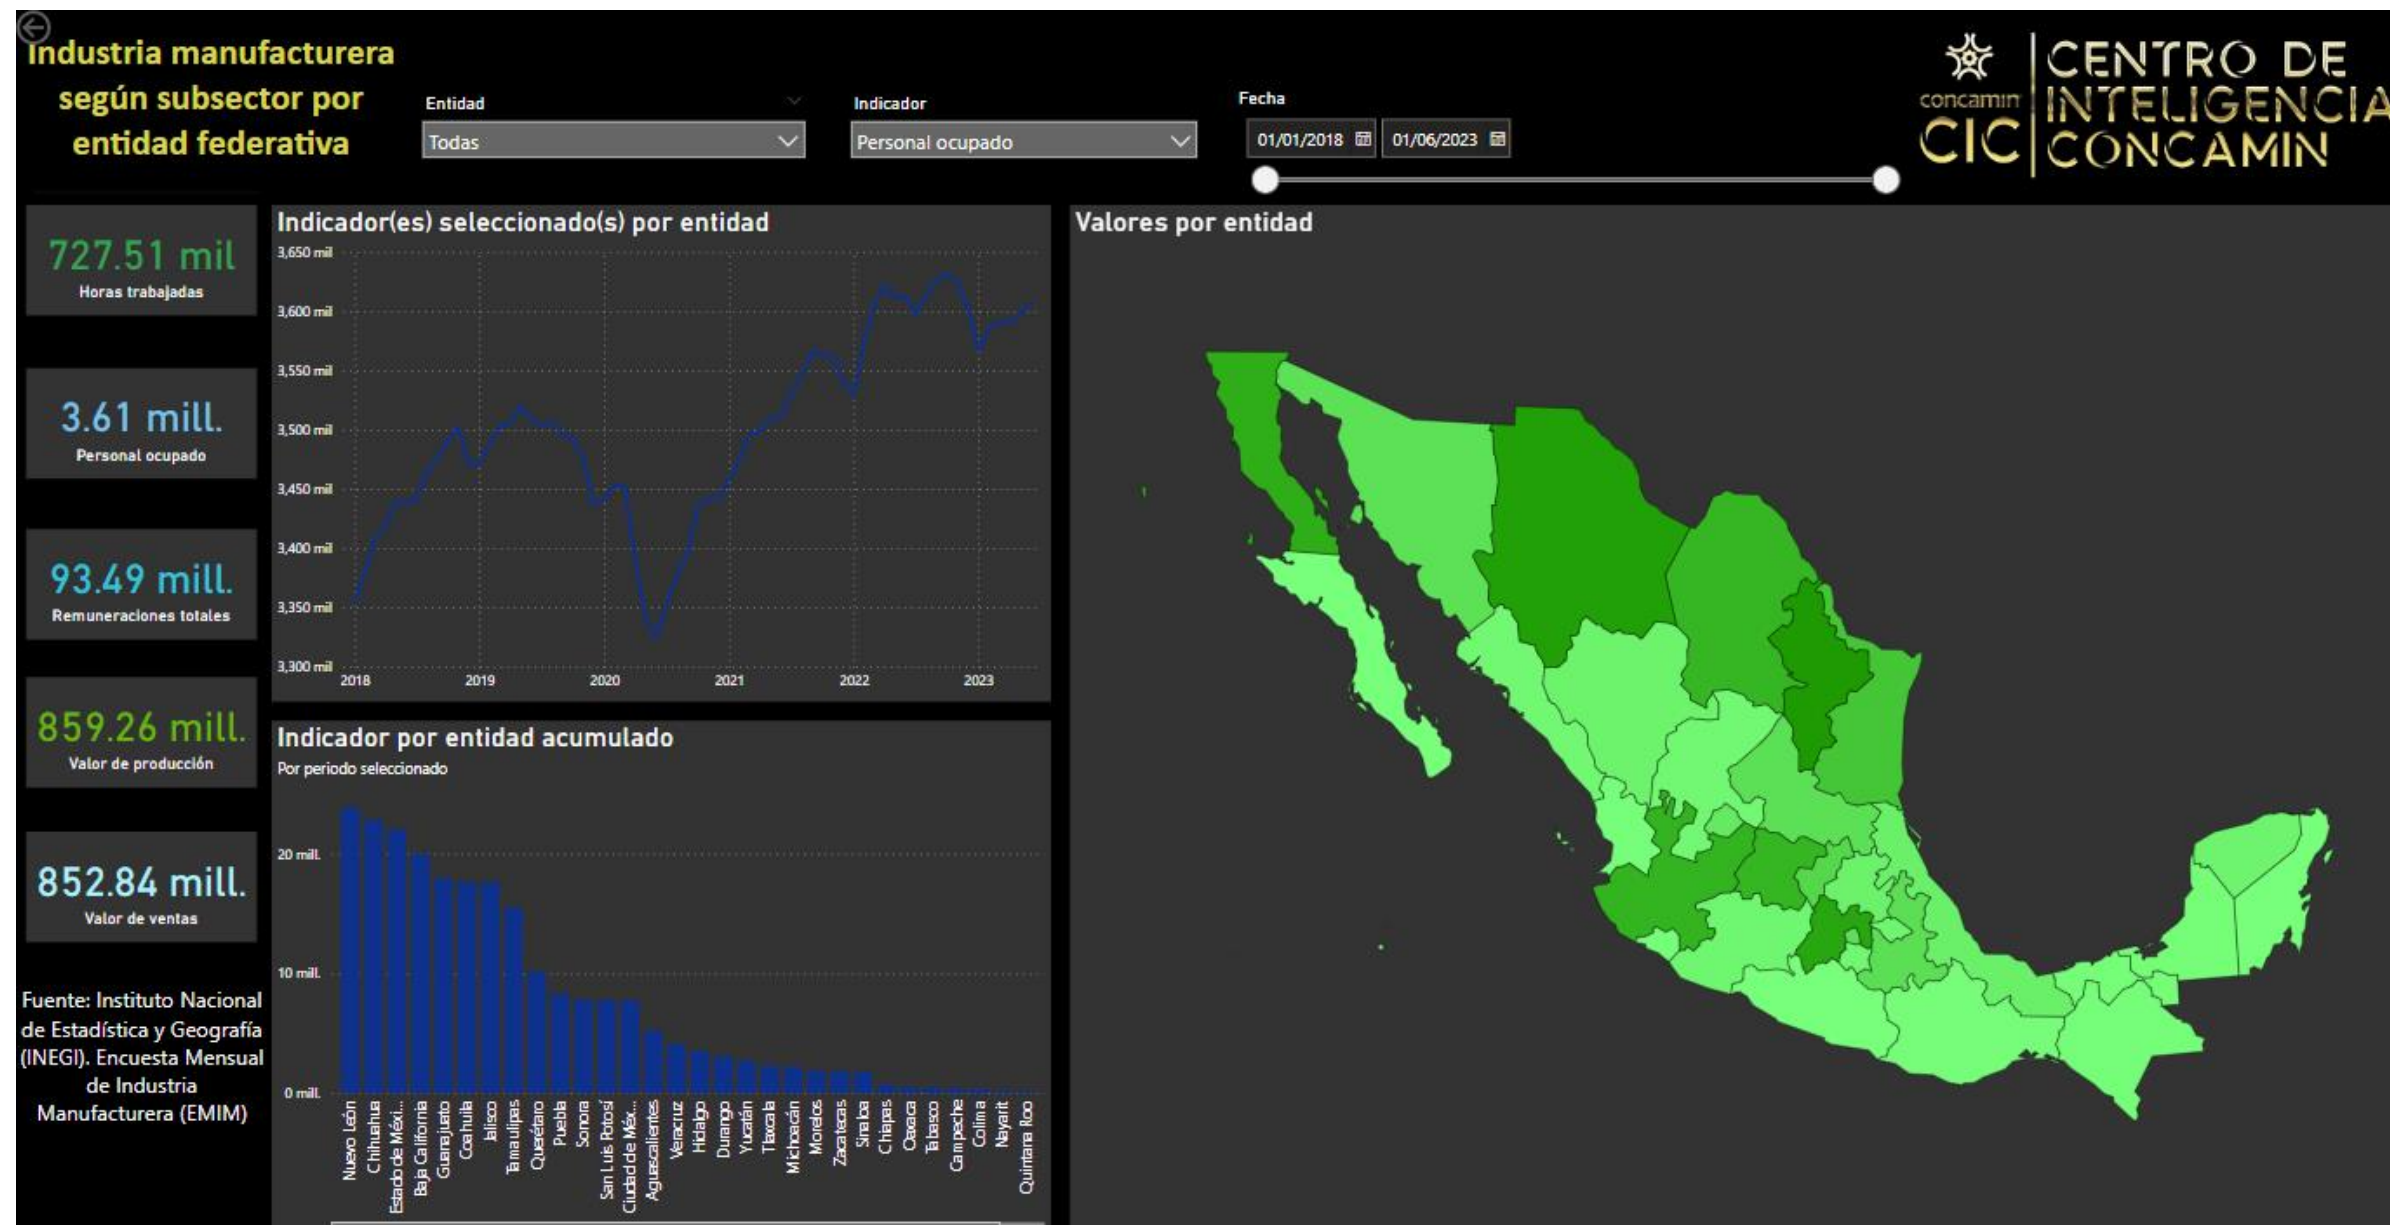 Industria manufacturera
según subsector por
entidad federativa
Entidad
Todas
Indicador
Personal ocupado
Fecha
01/01/2018
01/06/2023
concamin
CIC
CENTRO DE
INTELIGENCIA
CONCAMIN
727.51 mil
Horas trabajadas
3.61 mill.
Personal ocupado
93.49 mill.
Remuneraciones totales
859.26 mill.
Valor de producción
852.84 mill.
Valor de ventas
Fuente: Instituto Nacional
de Estadística y Geografía
(INEGI). Encuesta Mensual
de Industria
Manufacturera (EMIM)
Indicador(es) seleccionado(s) por entidad
3,650 mil
3,600 mil
3,550 mil
3,500 mil
3,450 mil
3,400 mil
3,350 mil
3,300 mil
2018
2019
2020
2021
2022
2023
Indicador por entidad acumulado
Por periodo seleccionado
20 mill.
10 mill.
0 mill.
Nuevo León
Chihuahua
Estado de Méxi...
Baja California
Guanajuato
Coahuila
Jalisco
Tamaulipas
Querétaro
Puebla
Sonora
San Luis Potosí
Ciudad de Méx...
Aguascalientes
Veracruz
Hidalgo
Durango
Yucatán
Tlaxcala
Michoacán
Morelos
Zacatecas
Sinaloa
Chiapas
Oaxaca
Tabasco
Campeche
Colima
Nayarit
Quintana Roo
Valores por entidad